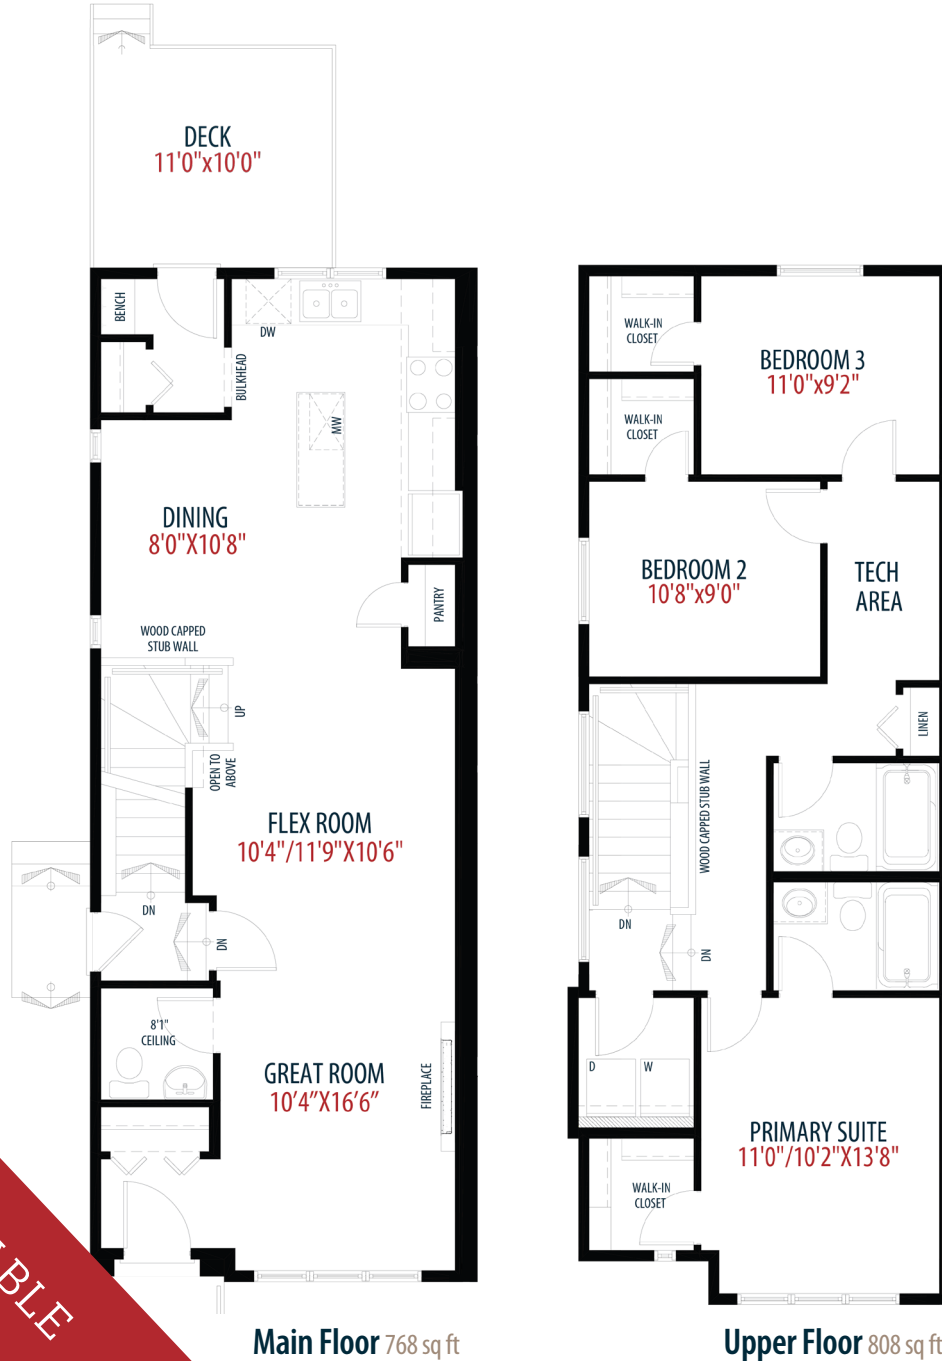 DECK
11'0"x10'0"
BENCH
DW
BULKHEAD
MW
DINING
8'0"X10'8"
PANTRY
WOOD CAPPED
STUB WALL
UP
OPEN TO
ABOVE
FLEX ROOM
10'4"/11'9"X10'6"
DN
DN
8'1"
CEILING
GREAT ROOM
10'4"X16'6"
FIREPLACE
Main Floor 768 sq ft
WALK-IN
CLOSET
BEDROOM 3
11'0"x9'2"
WALK-IN
CLOSET
BEDROOM 2
10'8"x9'0"
TECH
AREA
LINEN
WOOD CAPPED STUB WALL
DN
DN
D
W
PRIMARY SUITE
11'0"/10'2"X13'8"
WALK-IN
CLOSET
Upper Floor 808 sq ft